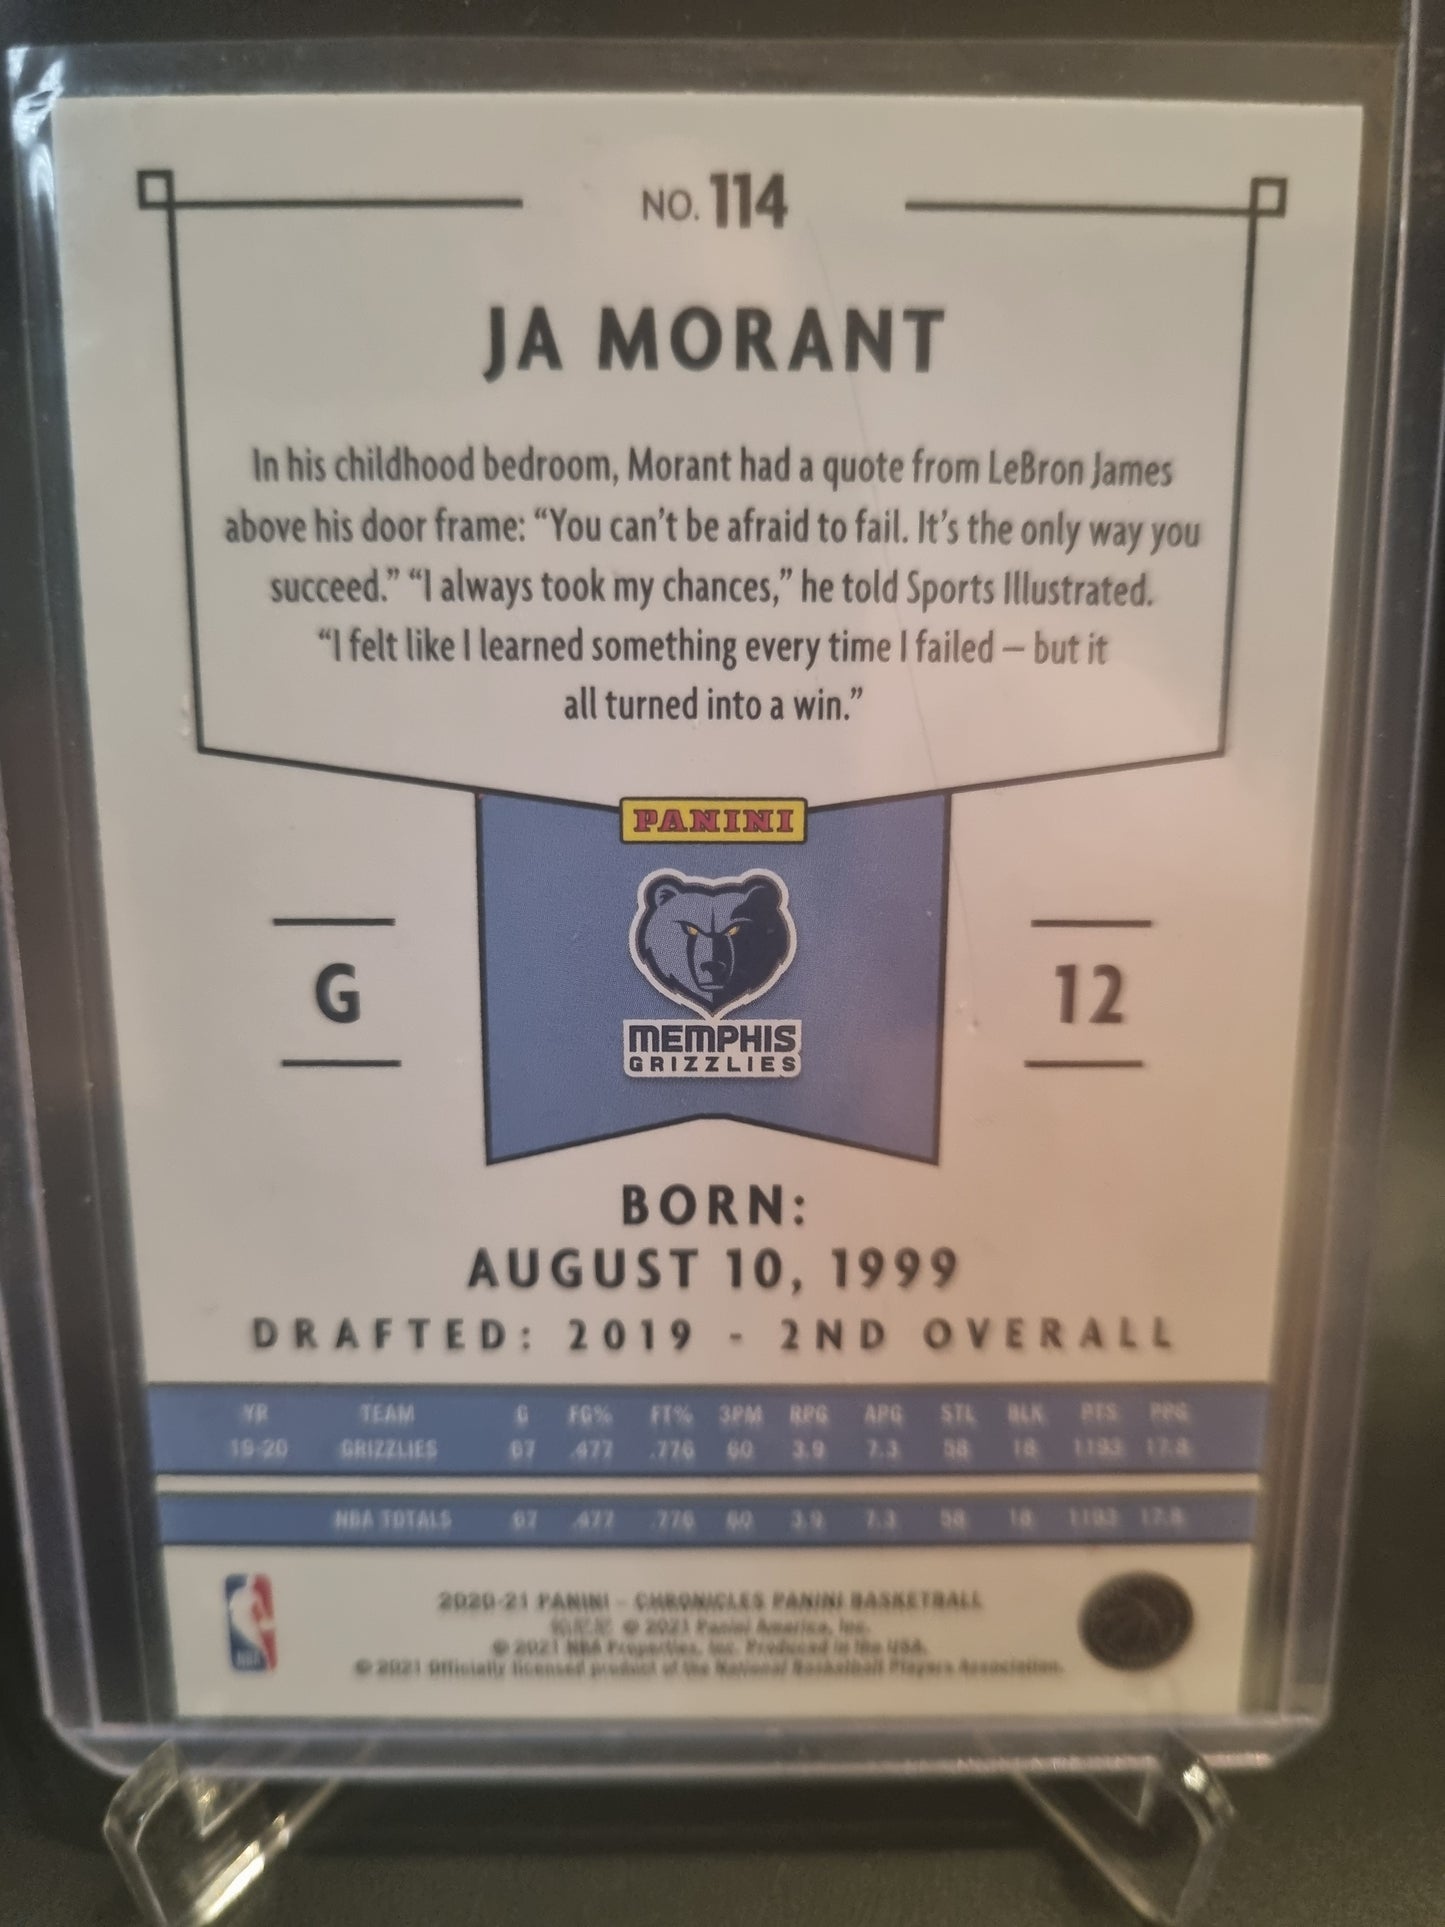 NO. 114
JA MORANT
In his childhood bedroom, Morant had a quote from LeBron James
above his door frame: “You can’t be afraid to fail. It’s the only way you
succeed.” “I always took my chances,” he told Sports Illustrated.
“I felt like I learned something every time I failed – but it
all turned into a win.”
PANINI
G
MEMPHIS
GRIZZLIES
12
BORN:
AUGUST 10, 1999
DRAFTED: 2019 - 2ND OVERALL
YR TEAM G FG% FT% 3PM RPG APG STL BLK PTS PPG
19-20 GRIZZLIES 67 .477 .776 60 3.9 7.3 58 18 1193 17.8
NBA TOTALS 67 .477 .776 60 3.9 7.3 58 18 1193 17.8
NBA
2020-21 PANINI – CHRONICLES PANINI BASKETBALL
© 2021 Panini America, Inc.
© 2021 NBA Properties, Inc. Produced in the USA.
© 2021 Officially licensed product of the National Basketball Players Association.